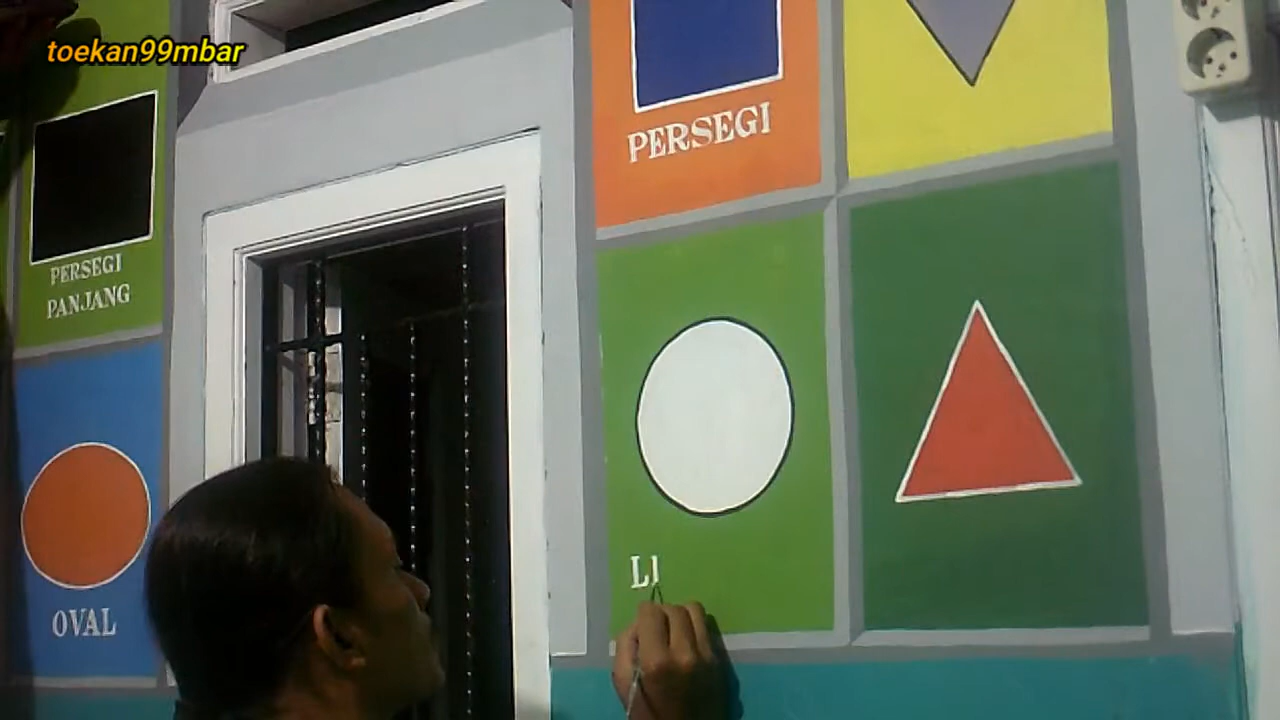 toekan99mbar
PERSEGI
PANJANG
OVAL
PERSEGI
LI